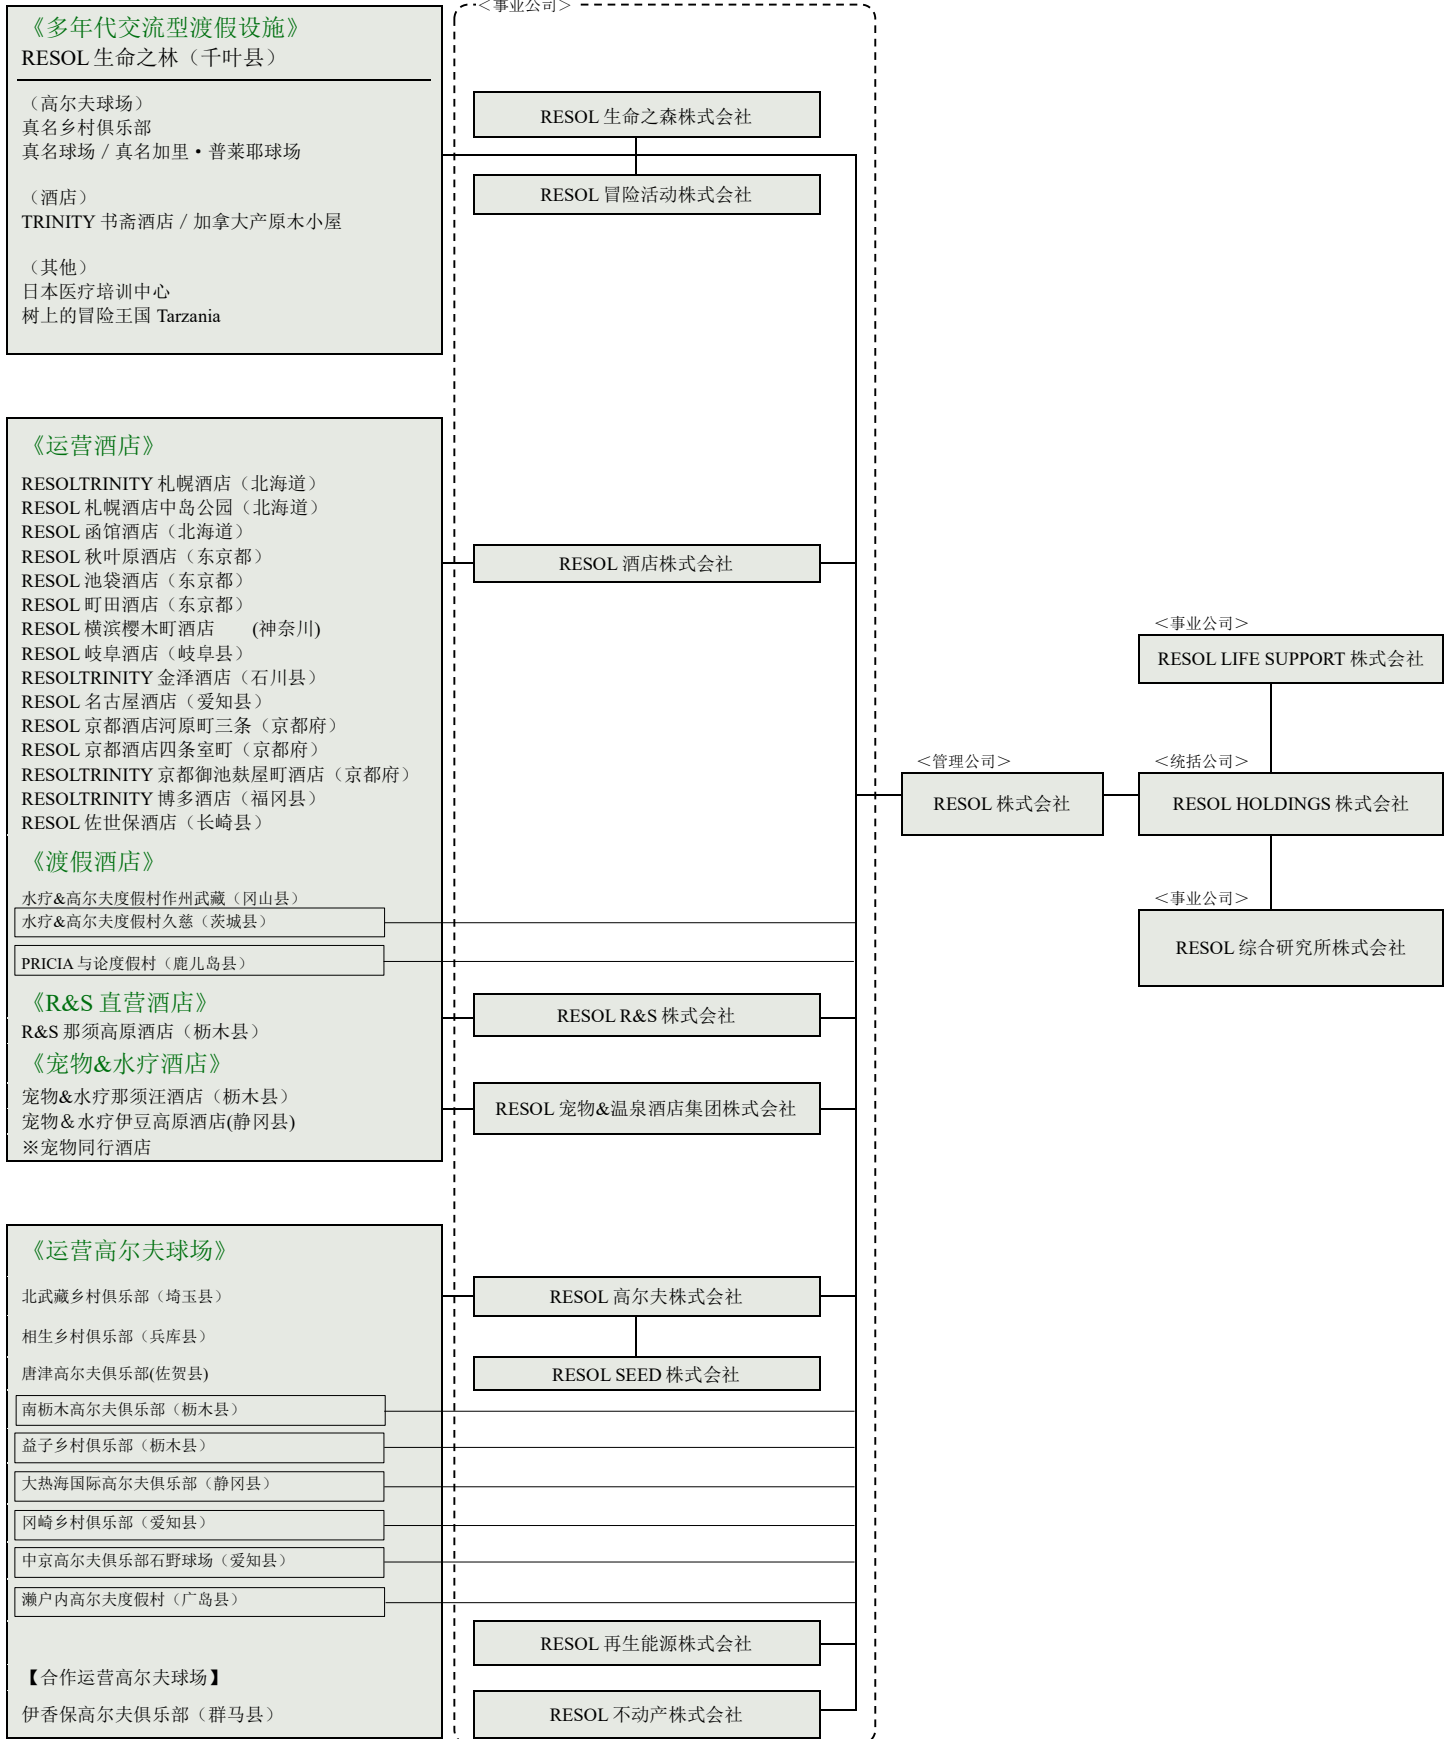 《多年代交流型渡假设施》
RESOL 生命之林（千叶县）
（高尔夫球场）
真名乡村俱乐部
真名球场 / 真名加里・普莱耶球场
（酒店）
TRINITY 书斋酒店 / 加拿大产原木小屋
（其他）
日本医疗培训中心
树上的冒险王国 Tarzania
《运营酒店》
RESOLTRINITY 札幌酒店（北海道）
RESOL 札幌酒店中岛公园（北海道）
RESOL 函馆酒店（北海道）
RESOL 秋叶原酒店（东京都）
RESOL 池袋酒店（东京都）
RESOL 町田酒店（东京都）
RESOL 横滨樱木町酒店 (神奈川)
RESOL 岐阜酒店（岐阜县）
RESOLTRINITY 金泽酒店（石川县）
RESOL 名古屋酒店（爱知县）
RESOL 京都酒店河原町三条（京都府）
RESOL 京都酒店四条室町（京都府）
RESOLTRINITY 京都御池麸屋町酒店（京都府）
RESOLTRINITY 博多酒店（福冈县）
RESOL 佐世保酒店（长崎县）
《渡假酒店》
水疗&高尔夫度假村作州武藏（冈山县）
水疗&高尔夫度假村久慈（茨城县）
PRICIA 与论度假村（鹿儿岛县）
《R&S 直营酒店》
R&S 那须高原酒店（枥木县）
《宠物&水疗酒店》
宠物&水疗那须汪酒店（枥木县）
宠物＆水疗伊豆高原酒店(静冈县)
※宠物同行酒店
《运营高尔夫球场》
北武藏乡村俱乐部（埼玉县）
相生乡村俱乐部（兵库县）
唐津高尔夫俱乐部(佐贺县)
南枥木高尔夫俱乐部（枥木县）
益子乡村俱乐部（枥木县）
大热海国际高尔夫俱乐部（静冈县）
冈崎乡村俱乐部（爱知县）
中京高尔夫俱乐部石野球场（爱知县）
濑户内高尔夫度假村（广岛县）
【合作运营高尔夫球场】
伊香保高尔夫俱乐部（群马县）
＜事业公司＞
RESOL 生命之森株式会社
RESOL 冒险活动株式会社
RESOL 酒店株式会社
RESOL R&S 株式会社
RESOL 宠物&温泉酒店集团株式会社
RESOL 高尔夫株式会社
RESOL SEED 株式会社
RESOL 再生能源株式会社
RESOL 不动产株式会社
＜管理公司＞
RESOL 株式会社
＜事业公司＞
RESOL LIFE SUPPORT 株式会社
＜统括公司＞
RESOL HOLDINGS 株式会社
＜事业公司＞
RESOL 综合研究所株式会社